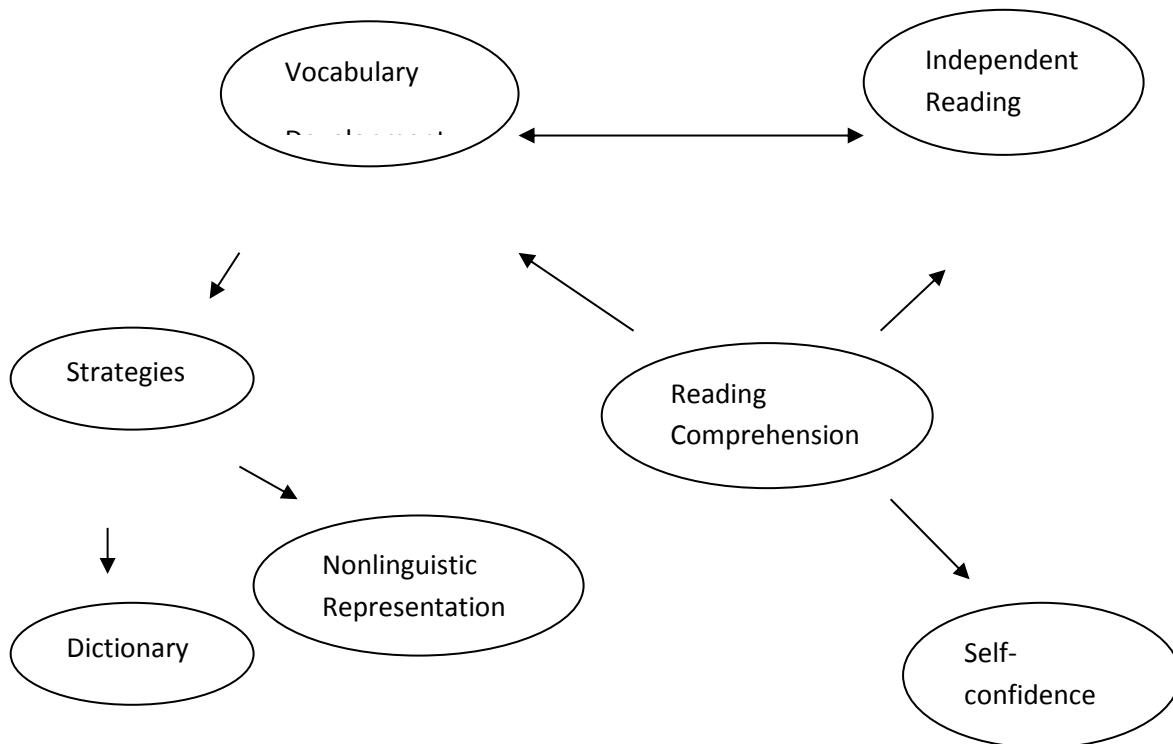 Vocabulary
Independent
Reading
Strategies
Reading
Comprehension
Nonlinguistic
Representation
Dictionary
Self-
confidence